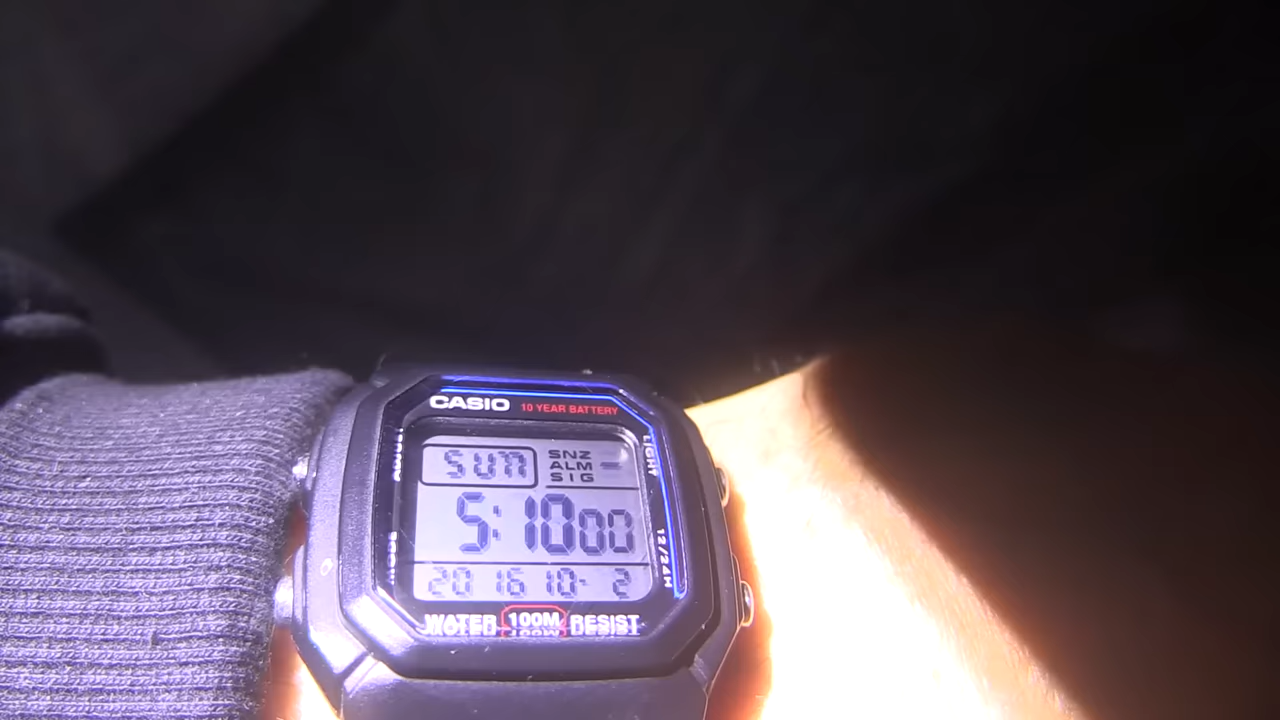 CASIO 10 YEAR BATTERY
LIGHT
SUN
SNZ
ALM
SIG
5:10 00
2016 10- 2
12/24H
WATER 100M RESIST